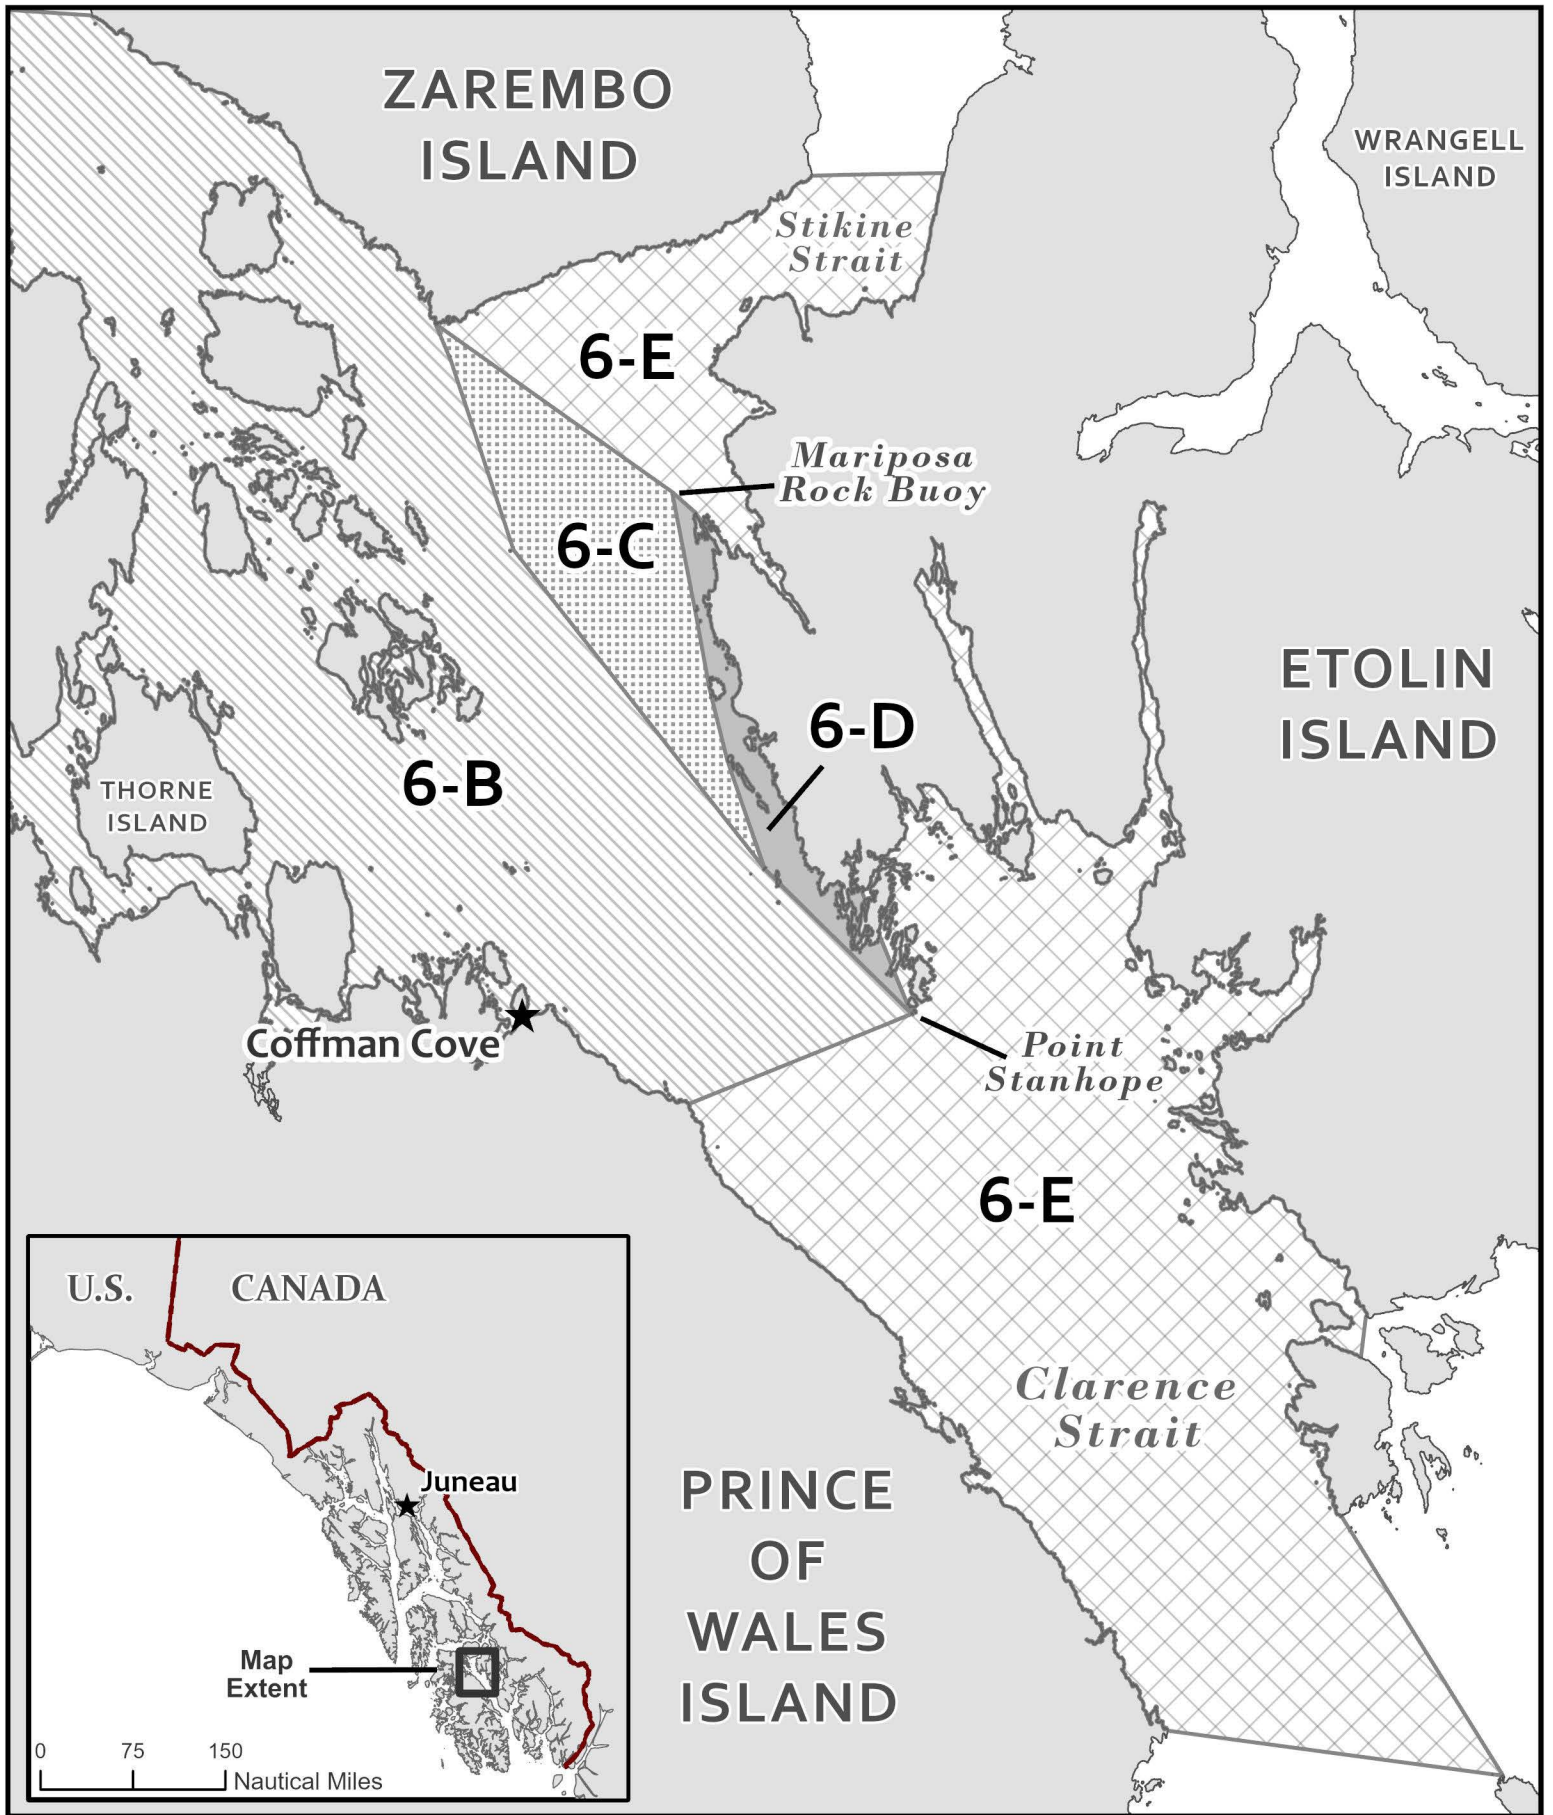 ZAREMBO
ISLAND
WRANGELL
ISLAND
Stikine
Strait
6-E
Mariposa
Rock Buoy
6-C
ETOLIN
ISLAND
6-D
6-B
THORNE
ISLAND
Coffman Cove
Point
Stanhope
6-E
U.S.
CANADA
Clarence
Strait
Juneau
PRINCE
OF
WALES
ISLAND
Map
Extent
0 75 150
Nautical Miles